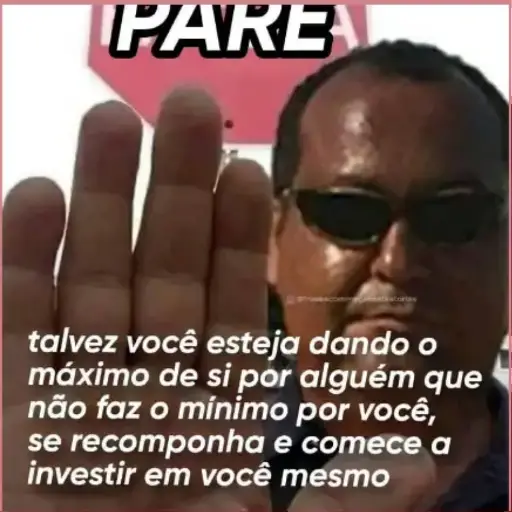 PARE
talvez você esteja dando o
máximo de si por alguém que
não faz o mínimo por você,
se recomponha e comece a
investir em você mesmo